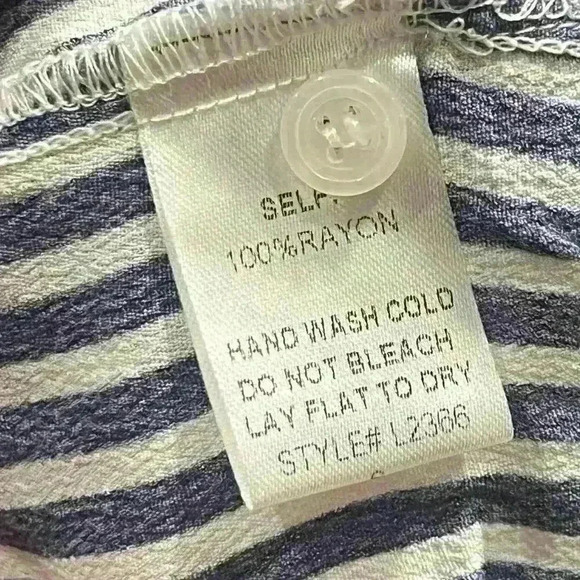 SELF:
100%RAYON
HAND WASH COLD
DO NOT BLEACH
LAY FLAT TO DRY
STYLE# L2366